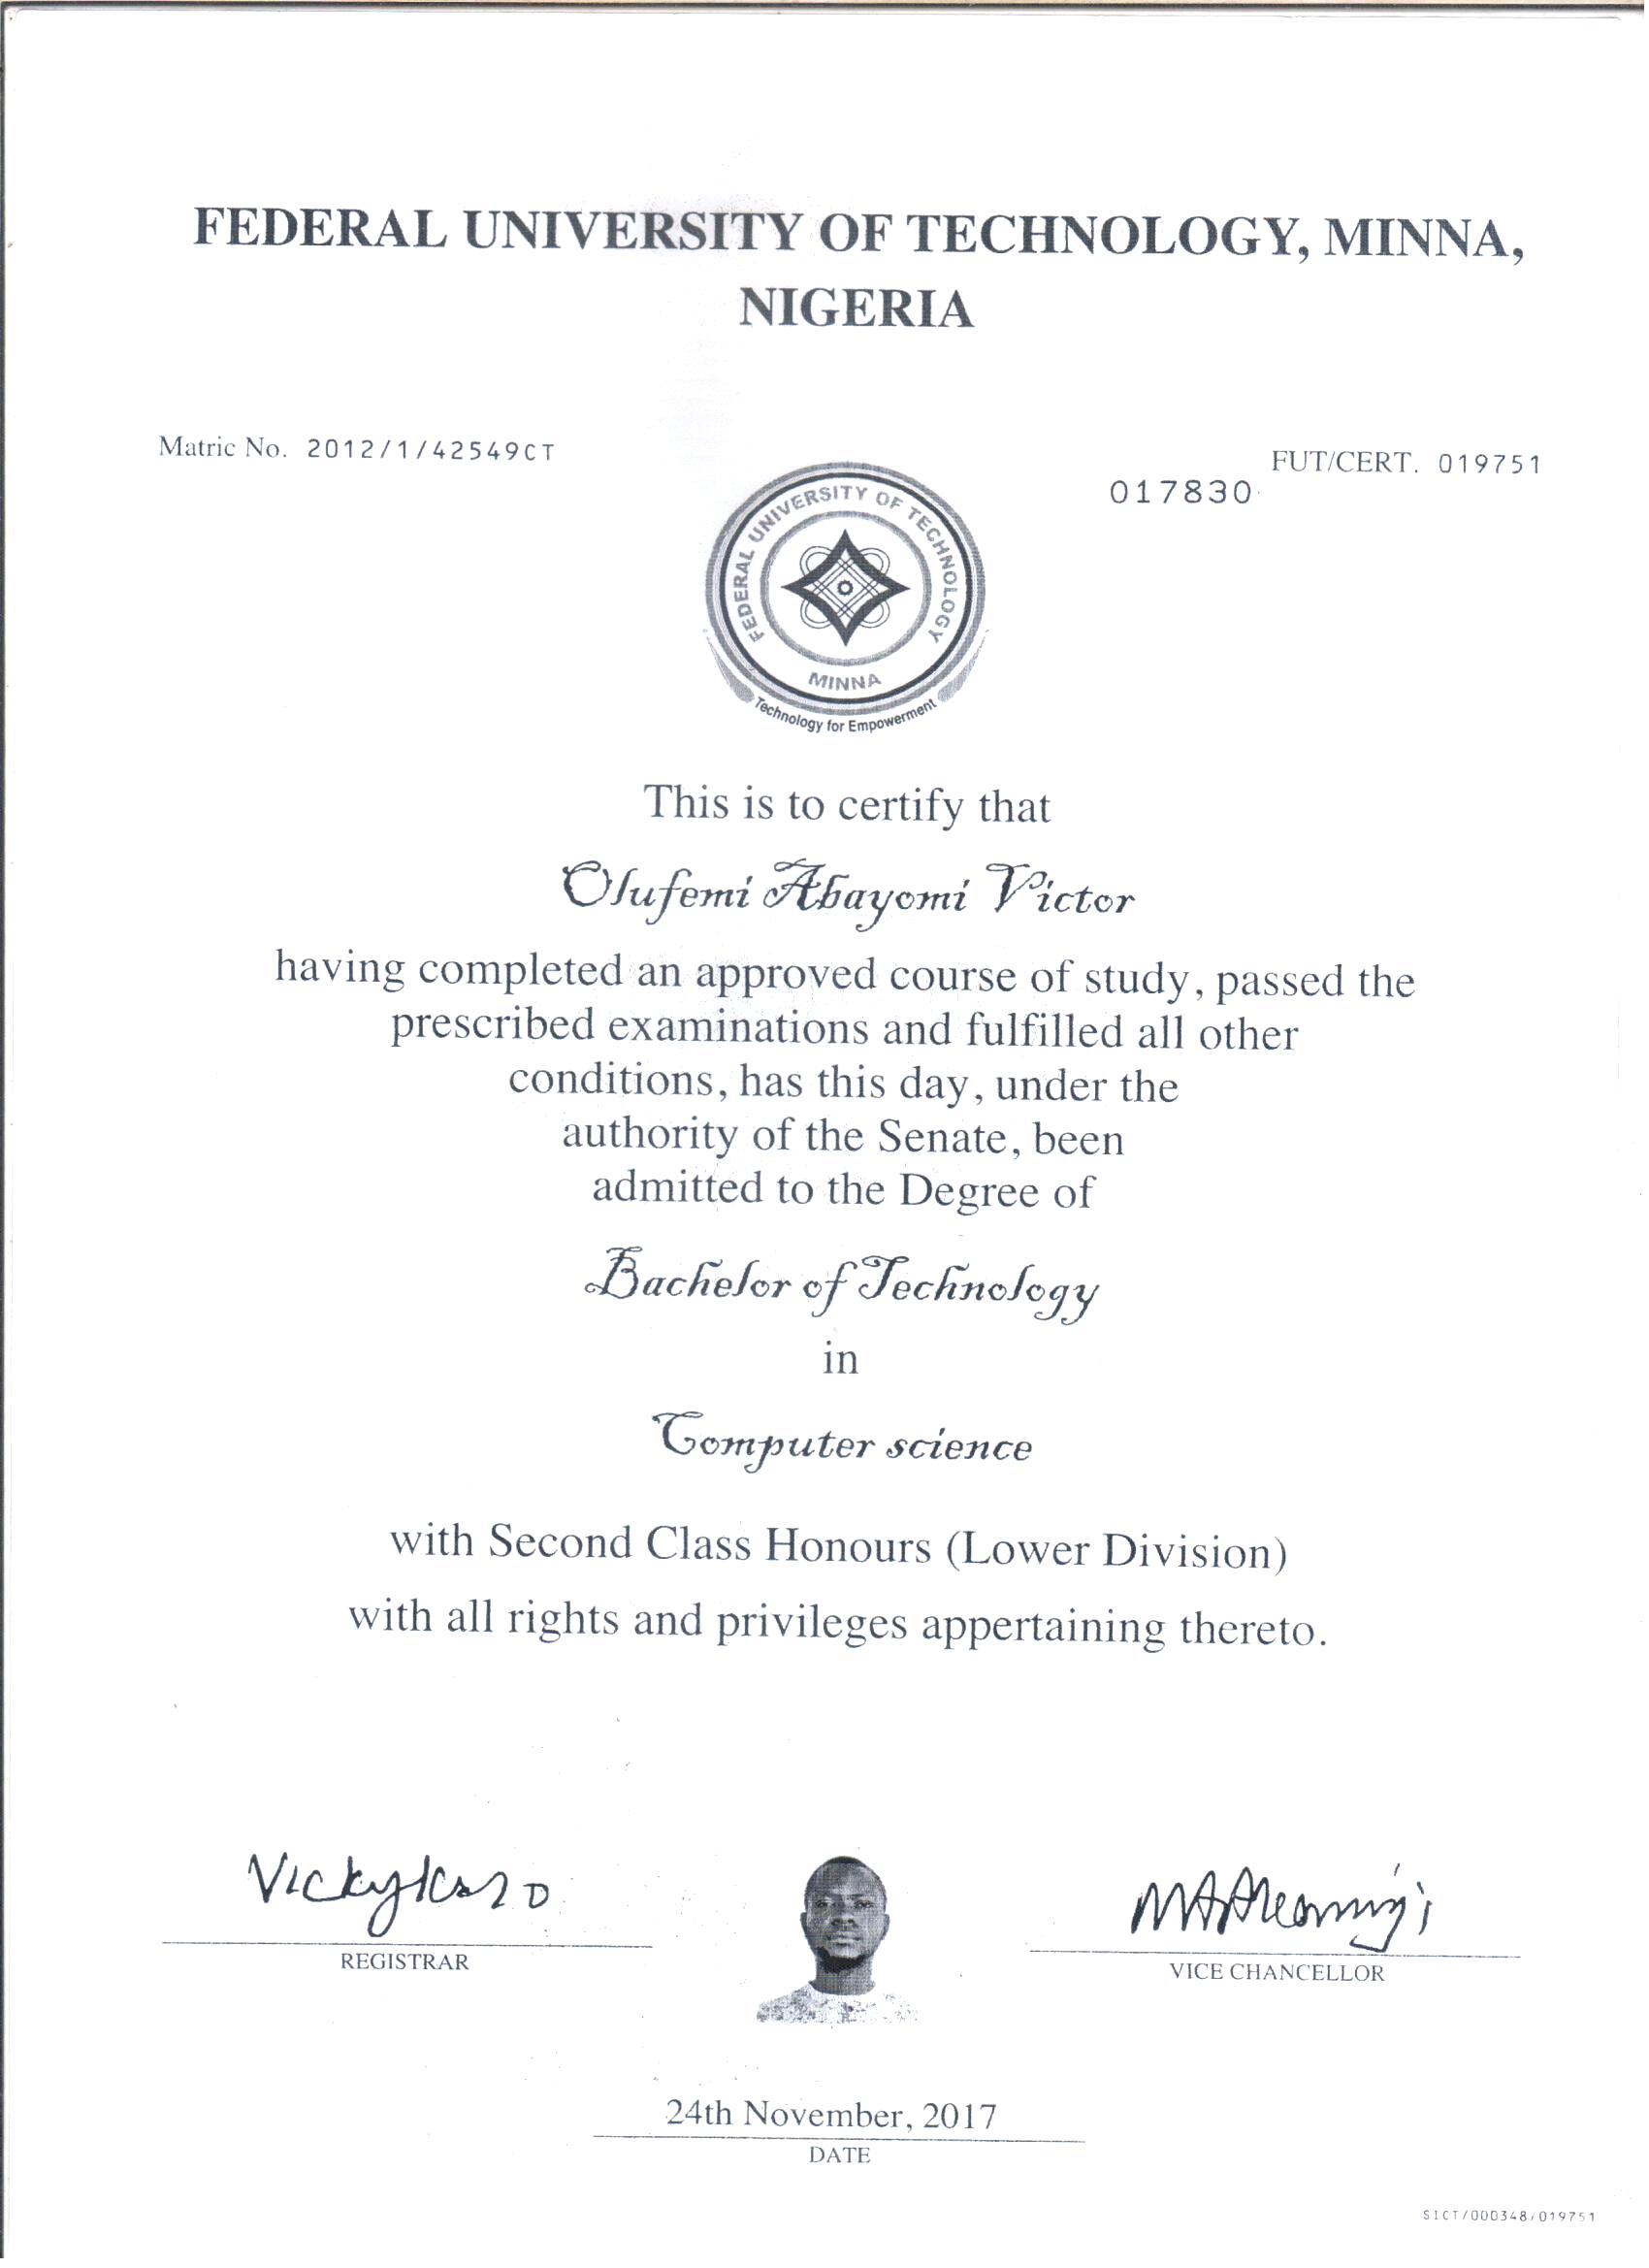 FEDERAL UNIVERSITY OF TECHNOLOGY, MINNA,
NIGERIA
Matric No. 2012/1/42549CT
FUT/CERT. 019751
017830
FEDERAL UNIVERSITY OF TECHNOLOGY
MINNA
Technology for Empowerment
This is to certify that
Olufemi Abayomi Victor
having completed an approved course of study, passed the
prescribed examinations and fulfilled all other
conditions, has this day, under the
authority of the Senate, been
admitted to the Degree of
Bachelor of Technology
in
Computer science
with Second Class Honours (Lower Division)
with all rights and privileges appertaining thereto.
REGISTRAR
VICE CHANCELLOR
24th November, 2017
DATE
SICT/000348/019751